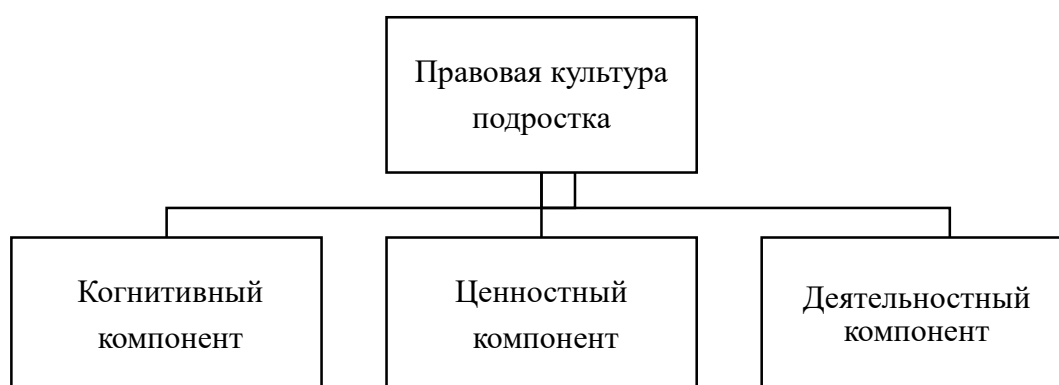 Правовая культура
подростка
Когнитивный
компонент
Ценностный
компонент
Деятельностный
компонент